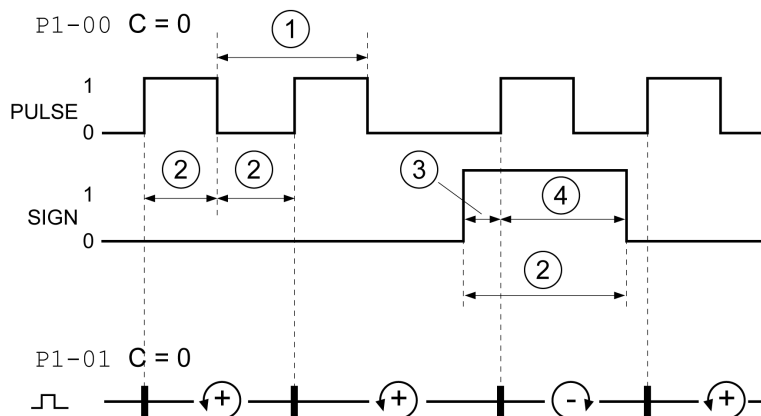 P1-00 C = 0
1
1
PULSE
0
2 2
3
4
1
SIGN
0
2
P1-01 C = 0
+ + - +